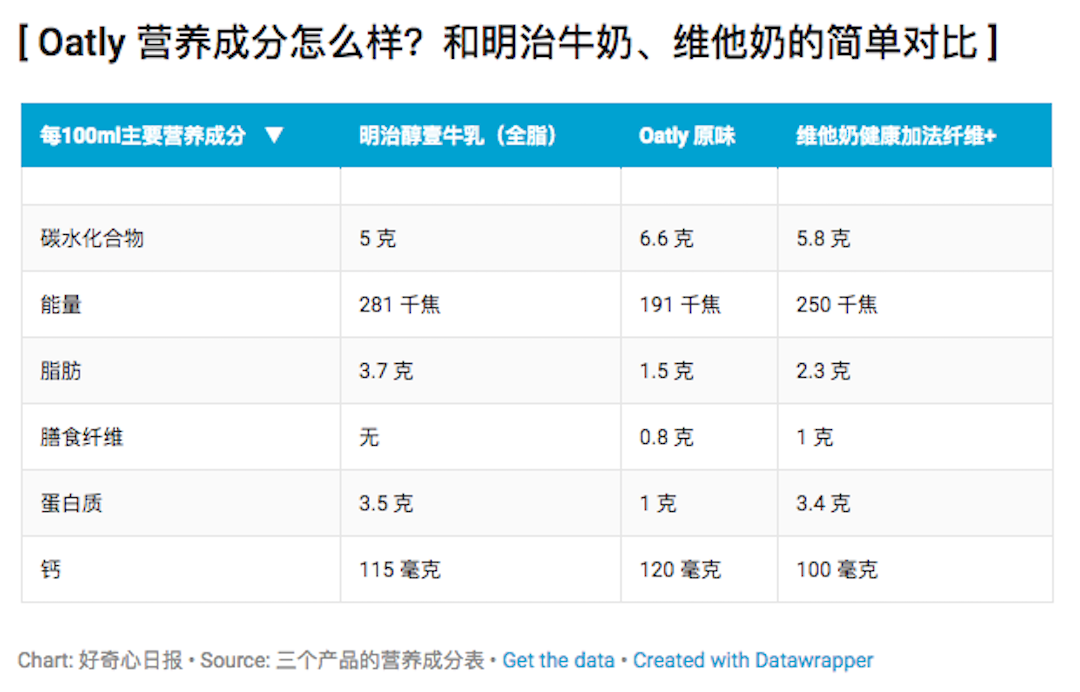 [ Oatly 营养成分怎么样？和明治牛奶、维他奶的简单对比 ]
每100ml主要营养成分 ▼ 明治醇壹牛乳（全脂） Oatly 原味 维他奶健康加法纤维+
碳水化合物 5 克 6.6 克 5.8 克
能量 281 千焦 191 千焦 250 千焦
脂肪 3.7 克 1.5 克 2.3 克
膳食纤维 无 0.8 克 1 克
蛋白质 3.5 克 1 克 3.4 克
钙 115 毫克 120 毫克 100 毫克
Chart: 好奇心日报 • Source: 三个产品的营养成分表 • Get the data • Created with Datawrapper